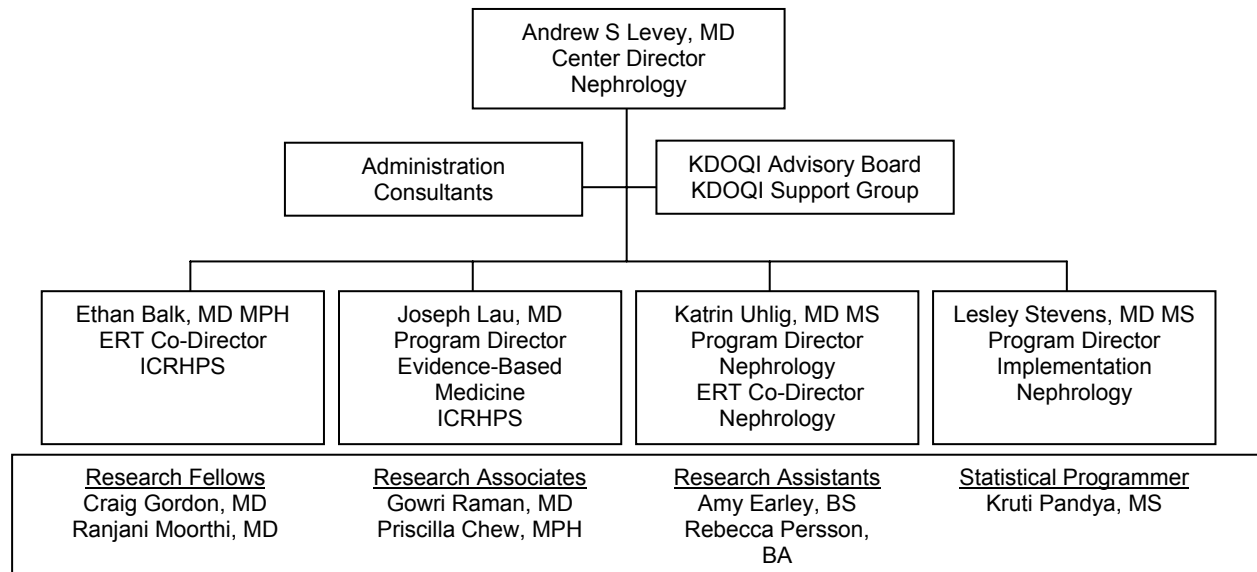 Andrew S Levey, MD
Center Director
Nephrology
Administration
Consultants
KDOQI Advisory Board
KDOQI Support Group
Ethan Balk, MD MPH
ERT Co-Director
ICRHPS
Joseph Lau, MD
Program Director
Evidence-Based
Medicine
ICRHPS
Katrin Uhlig, MD MS
Program Director
Nephrology
ERT Co-Director
Nephrology
Lesley Stevens, MD MS
Program Director
Implementation
Nephrology
Research Fellows
Craig Gordon, MD
Ranjani Moorthi, MD
Research Associates
Gowri Raman, MD
Priscilla Chew, MPH
Research Assistants
Amy Earley, BS
Rebecca Persson,
BA
Statistical Programmer
Kruti Pandya, MS